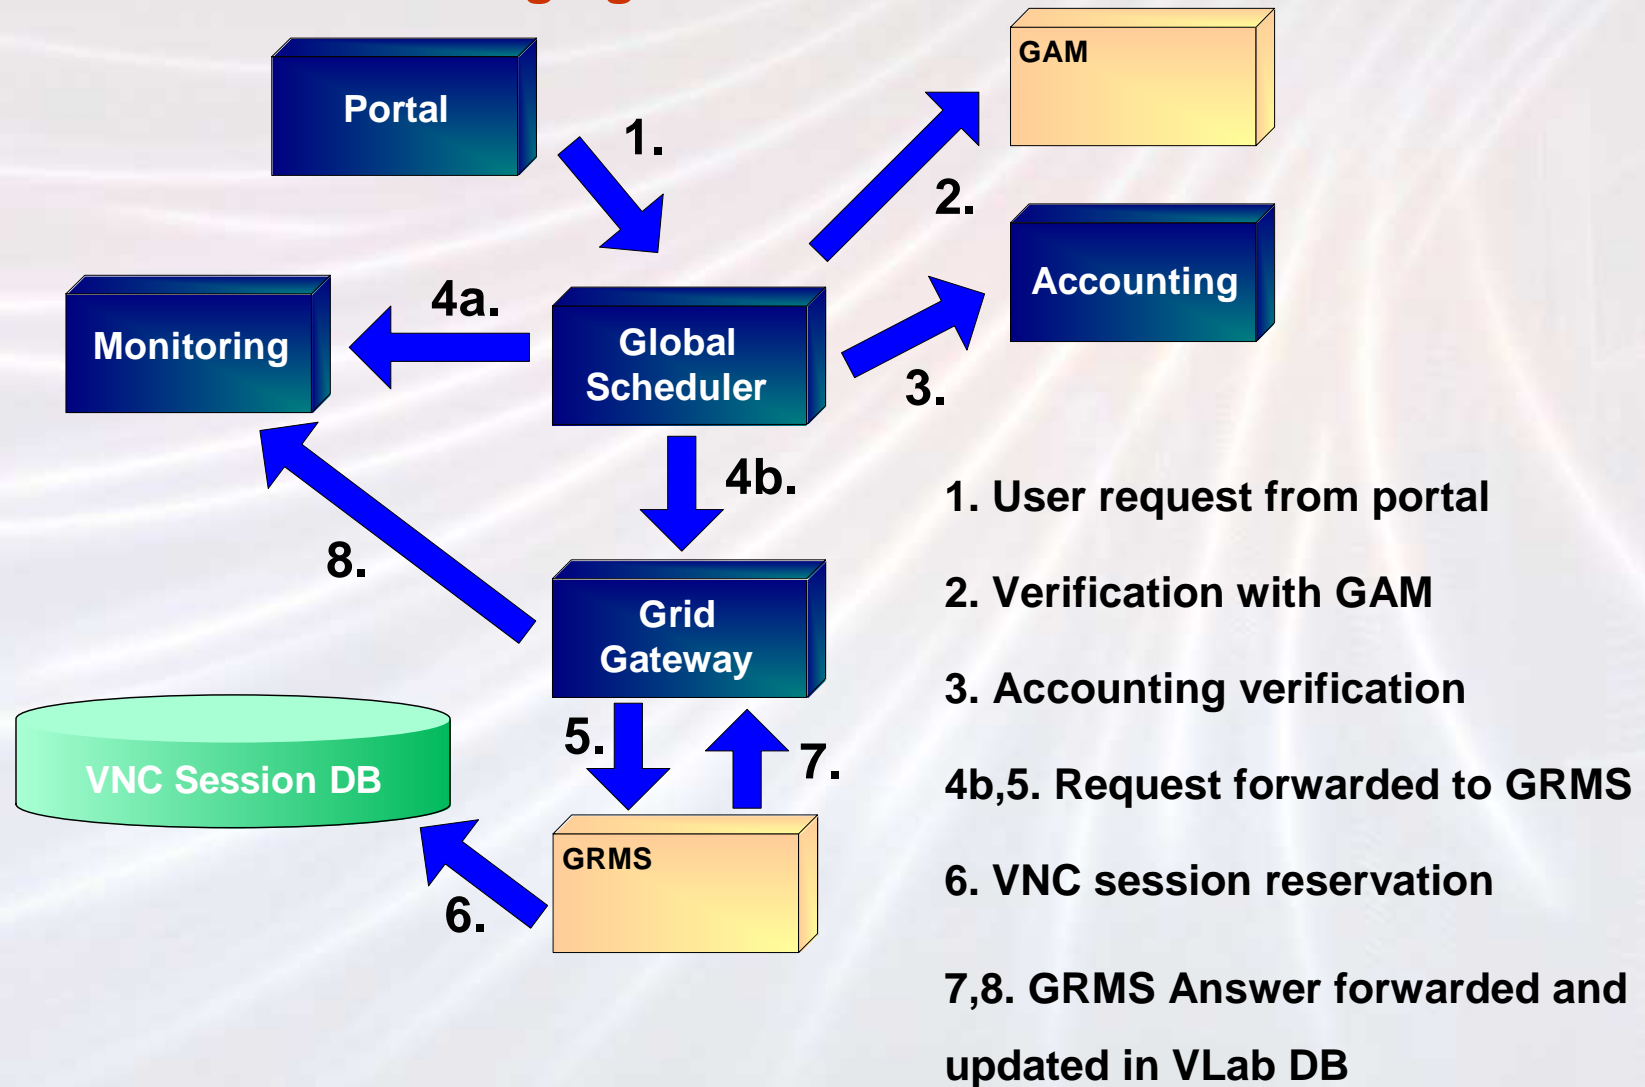 GAM
Portal
1.
2.
Accounting
4a.
Monitoring
Global
Scheduler
3.
4b.
1. User request from portal
8.
2. Verification with GAM
Grid
Gateway
3. Accounting verification
5.
7.
VNC Session DB
4b,5. Request forwarded to GRMS
GRMS
6. VNC session reservation
6.
7,8. GRMS Answer forwarded and
updated in VLab DB